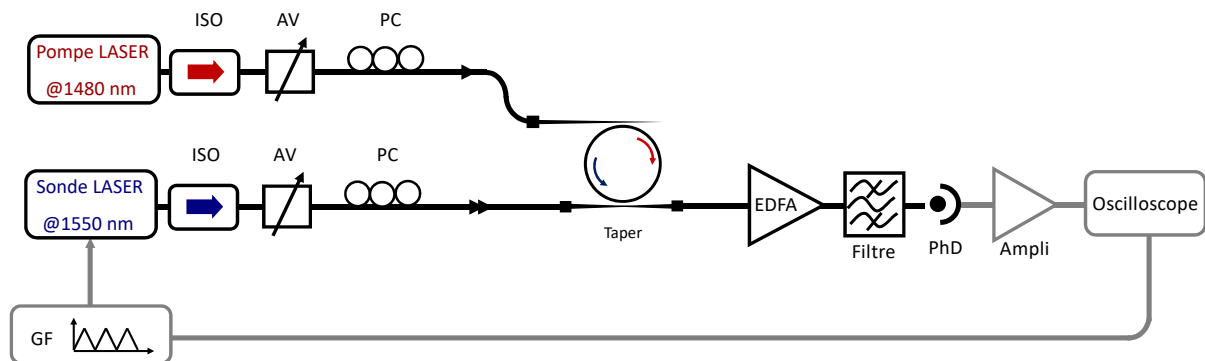 ISO AV PC
Pompe LASER
@1480 nm
ISO AV PC
Sonde LASER
@1550 nm
Taper
EDFA
Filtre
PhD
Ampli
Oscilloscope
GF